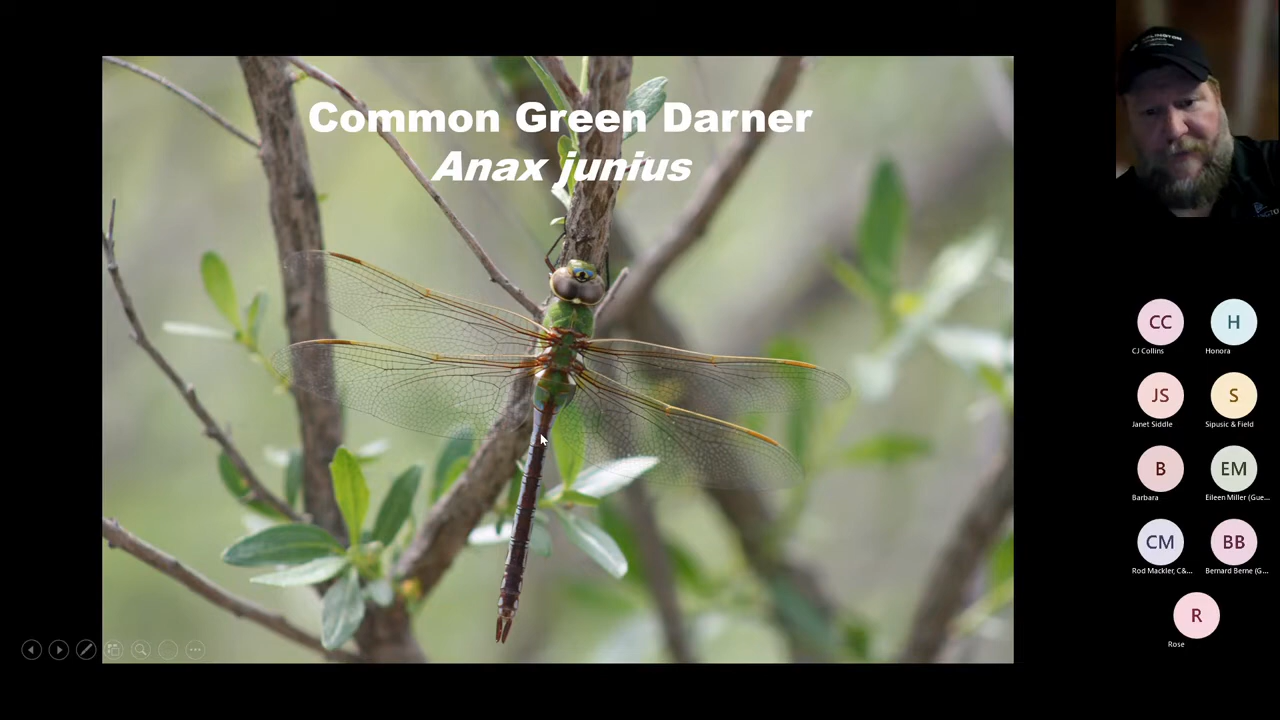 Common Green Darner
Anax junius
CC
CJ Collins
H
Honora
JS
Janet Siddle
S
Sipusic & Field
B
Barbara
EM
Eileen Miller (Gue...
CM
Rod Mackler, C&...
BB
Bernard Berne (G...
R
Rose